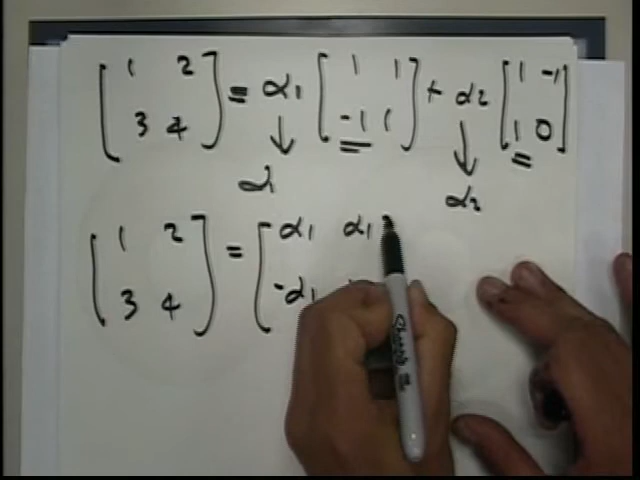 [1 2 = α1 [1 1 + α2 [1 -1
3 4] -1 1] 1 0]
↓ ↓
α1 α2
[1 2 = [α1 α1
3 4] -α1
Sharpie